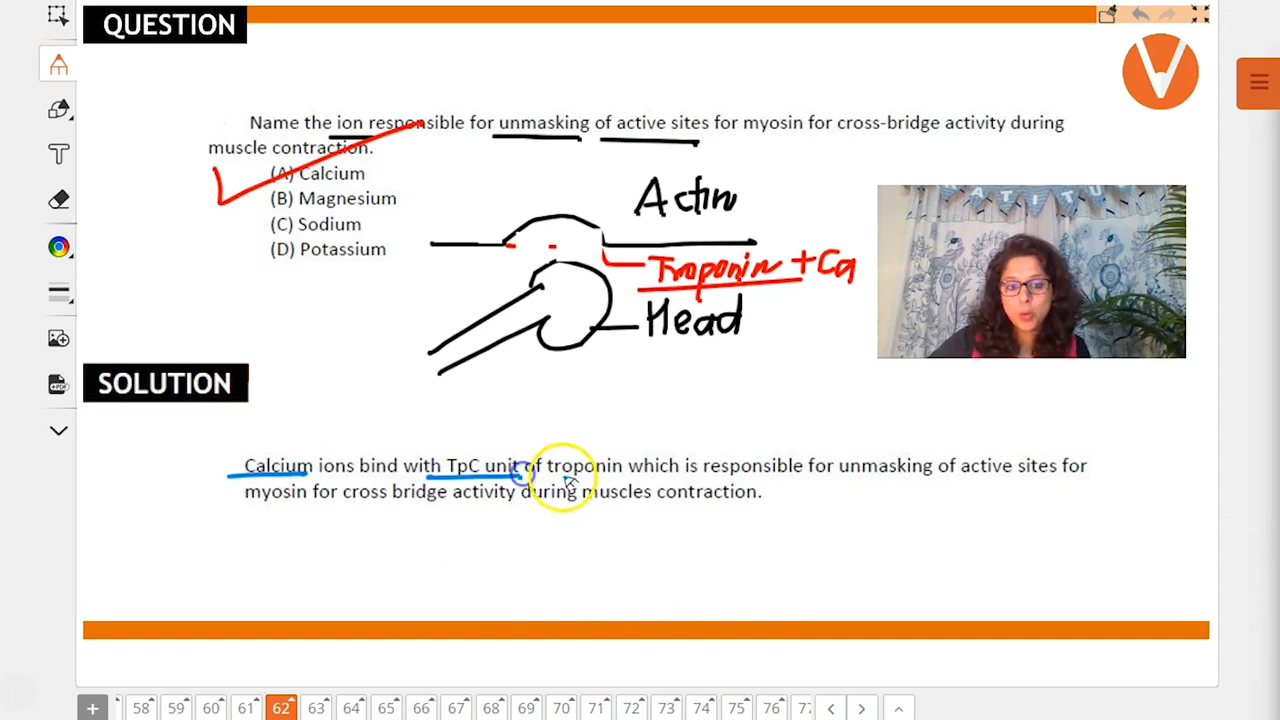 QUESTION
Name the ion responsible for unmasking of active sites for myosin for cross-bridge activity during
muscle contraction.
(A) Calcium
(B) Magnesium
(C) Sodium
(D) Potassium
Actin
Troponin + Ca
Head
SOLUTION
Calcium ions bind with TpC unit of troponin which is responsible for unmasking of active sites for
myosin for cross bridge activity during muscles contraction.
58 59 60 61 62 63 64 65 66 67 68 69 70 71 72 73 74 75 76 77